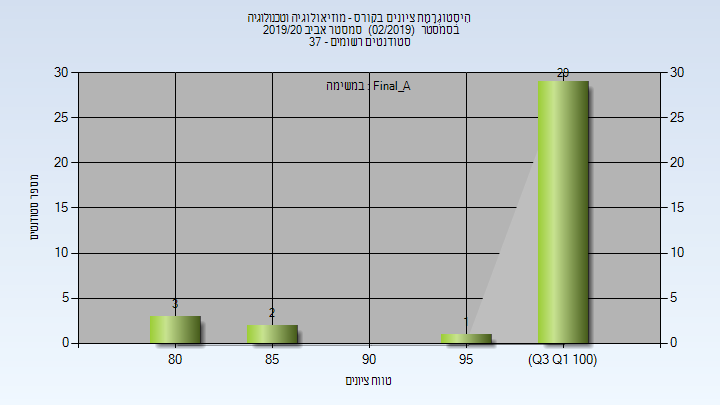 היסטוגרמת ציונים בקורס - מוזיאולוגיה וטכנולוגיה
בסמסטר (02/2019) סמסטר אביב 2019/20
סטודנטים רשומים - 37
במשימה : Final_A
מספר סטודנטים
30 30
25 25
20 20
15 15
10 10
5 5
0 0
3 2 1 29
80 85 90 95 (Q3 Q1 100)
טווח ציונים